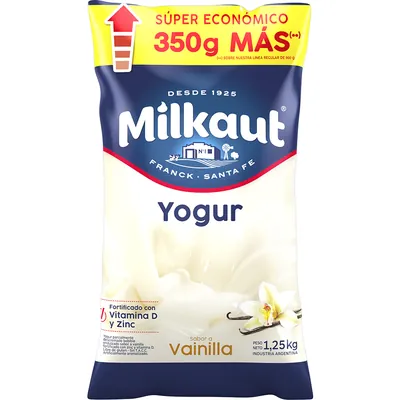 SÚPER ECONÓMICO
350g MÁS(**)
DESDE 1925
Milkaut®
Nº1
FRANCK - SANTA FE
Yogur
Fortificado con
Vitamina D
y Zinc
sabor a
Vainilla
PESO
NETO 1,25kg
INDUSTRIA ARGENTINA